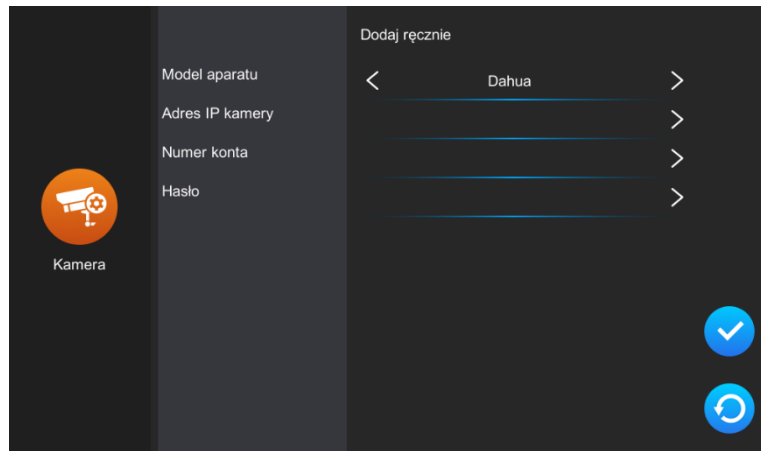 Dodaj ręcznie
Model aparatu
Dahua
Adres IP kamery
Numer konta
Hasło
Kamera